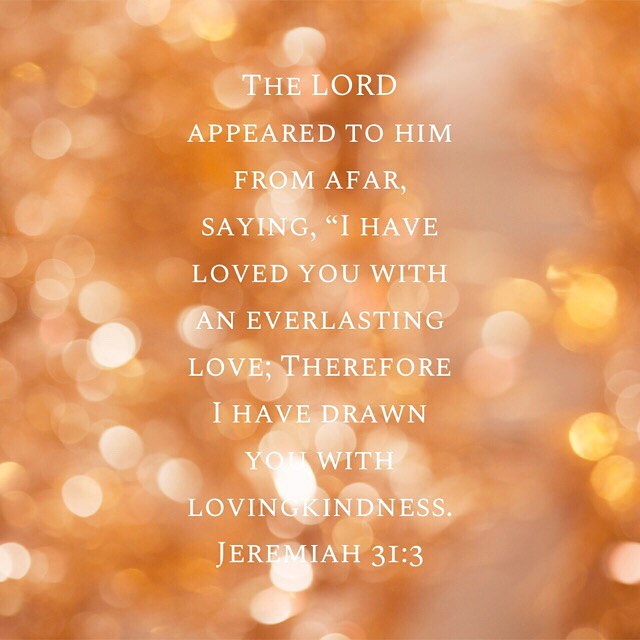 The LORD
appeared to him
from afar,
saying, “I have
loved you with
an everlasting
love; Therefore
I have drawn
you with
lovingkindness.
Jeremiah 31:3